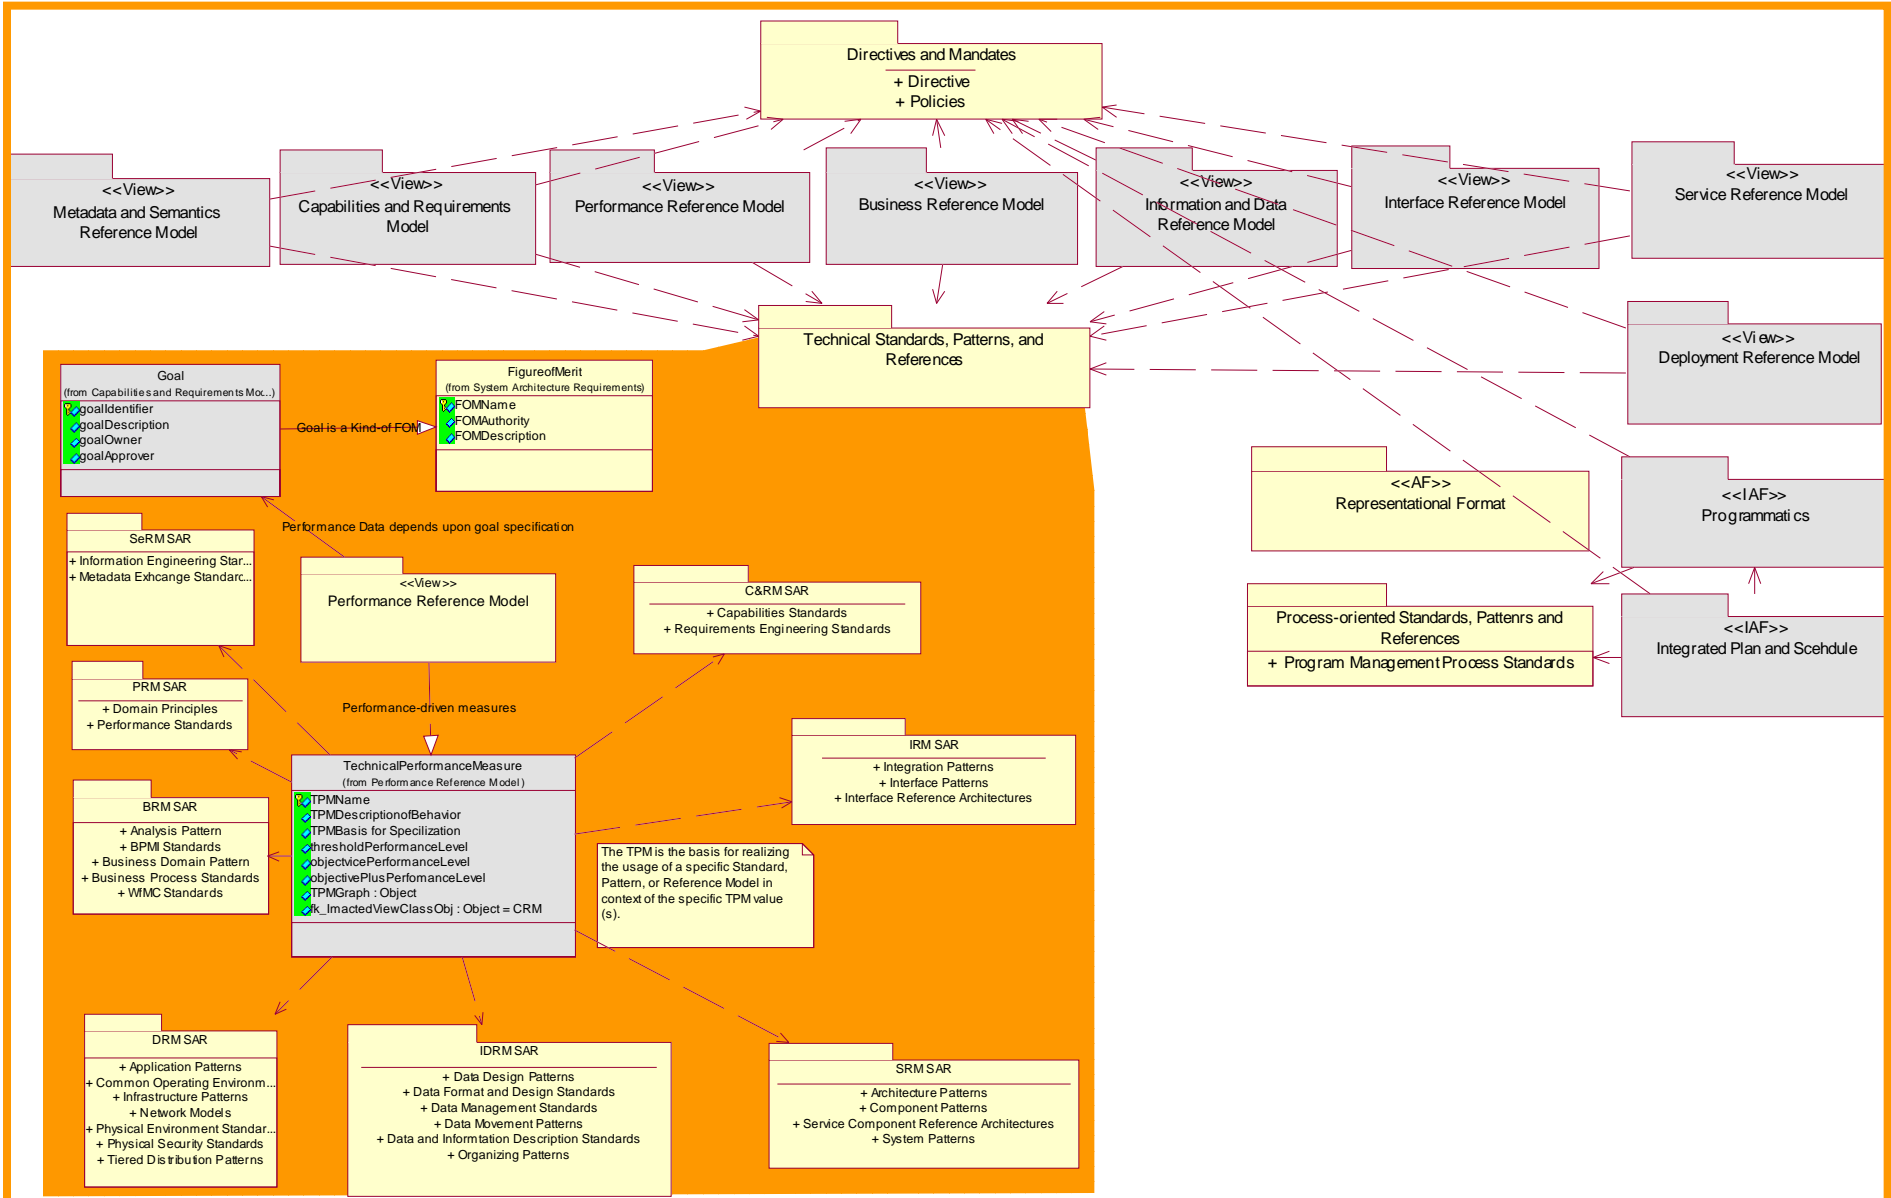 Directives and Mandates
+ Directive
+ Policies
<<View>>
Metadata and Semantics
Reference Model
<<View>>
Capabilities and Requirements
Model
<<View>>
Performance Reference Model
<<View>>
Business Reference Model
<<View>>
Information and Data
Reference Model
<<View>>
Interface Reference Model
<<View>>
Service Reference Model
Technical Standards, Patterns, and
References
<<View>>
Deployment Reference Model
Goal
(from Capabilities and Requirements Mo...)
goalIdentifier
goalDescription
goalOwner
goalApprover
Goal is a Kind-of FOM
FigureofMerit
(from System Architecture Requirements)
FOMName
FOMAuthority
FOMDescription
<<AF>>
Representational Format
<<IAF>>
Programmatics
Performance Data depends upon goal specification
SeRM SAR
+ Information Engineering Stan...
+ Metadata Exhcange Standard...
<<View>>
Performance Reference Model
C&RM SAR
+ Capabilities Standards
+ Requirements Engineering Standards
Process-oriented Standards, Pattenrs and
References
+ Program Management Process Standards
<<IAF>>
Integrated Plan and Scehdule
PRM SAR
+ Domain Principles
+ Performance Standards
Performance-driven measures
IRM SAR
+ Integration Patterns
+ Interface Patterns
+ Interface Reference Architectures
BRM SAR
+ Analysis Pattern
+ BPMI Standards
+ Business Domain Pattern
+ Business Process Standards
+ WfMC Standards
TechnicalPerformanceMeasure
(from Performance Reference Model)
TPMName
TPMDescriptionofBehavior
TPMBasis for Specilization
thresholdPerformanceLevel
objectvicePerformanceLevel
objectivePlusPerfomanceLevel
TPMGraph : Object
fk_ImactedViewClassObj : Object = CRM
The TPM is the basis for realizing
the usage of a specific Standard,
Pattern, or Reference Model in
context of the specific TPM value
(s).
DRM SAR
+ Application Patterns
+ Common Operating Environm...
+ Infrastructure Patterns
+ Network Models
+ Physical Environment Standar...
+ Physical Security Standards
+ Tiered Distribution Patterns
IDRM SAR
+ Data Design Patterns
+ Data Format and Design Standards
+ Data Management Standards
+ Data Movement Patterns
+ Data and Informtation Description Standards
+ Organizing Patterns
SRM SAR
+ Architecture Patterns
+ Component Patterns
+ Service Component Reference Architectures
+ System Patterns